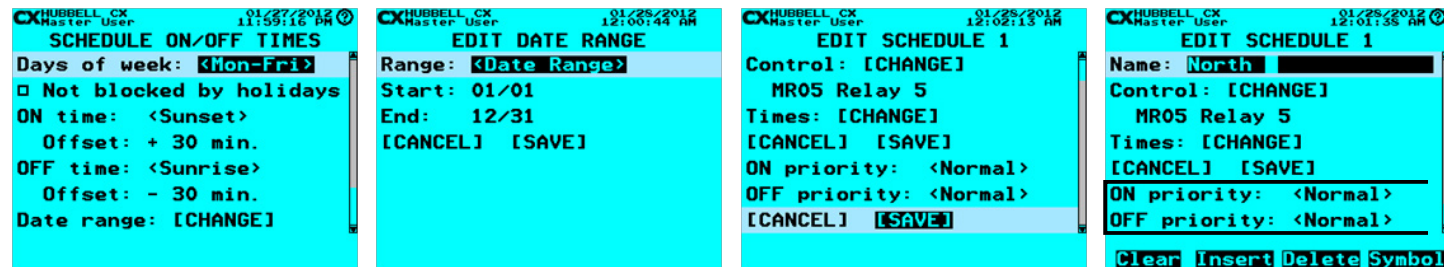 CX HUBBELL CX 01/27/2012
Master User 11:59:16 PM ?
SCHEDULE ON/OFF TIMES
Days of week: <Mon-Fri>
Not blocked by holidays
ON time: <Sunset>
Offset: + 30 min.
OFF time: <Sunrise>
Offset: - 30 min.
Date range: [CHANGE]
CX HUBBELL CX 01/28/2012
Master User 12:00:44 AM
EDIT DATE RANGE
Range: <Date Range>
Start: 01/01
End: 12/31
[CANCEL] [SAVE]
CX HUBBELL CX 01/28/2012
Master User 12:02:13 AM
EDIT SCHEDULE 1
Control: [CHANGE]
MR05 Relay 5
Times: [CHANGE]
[CANCEL] [SAVE]
ON priority: <Normal>
OFF priority: <Normal>
[CANCEL] [SAVE]
CX HUBBELL CX 01/28/2012
Master User 12:01:38 AM ?
EDIT SCHEDULE 1
Name: North
Control: [CHANGE]
MR05 Relay 5
Times: [CHANGE]
[CANCEL] [SAVE]
ON priority: <Normal>
OFF priority: <Normal>
Clear Insert Delete Symbol